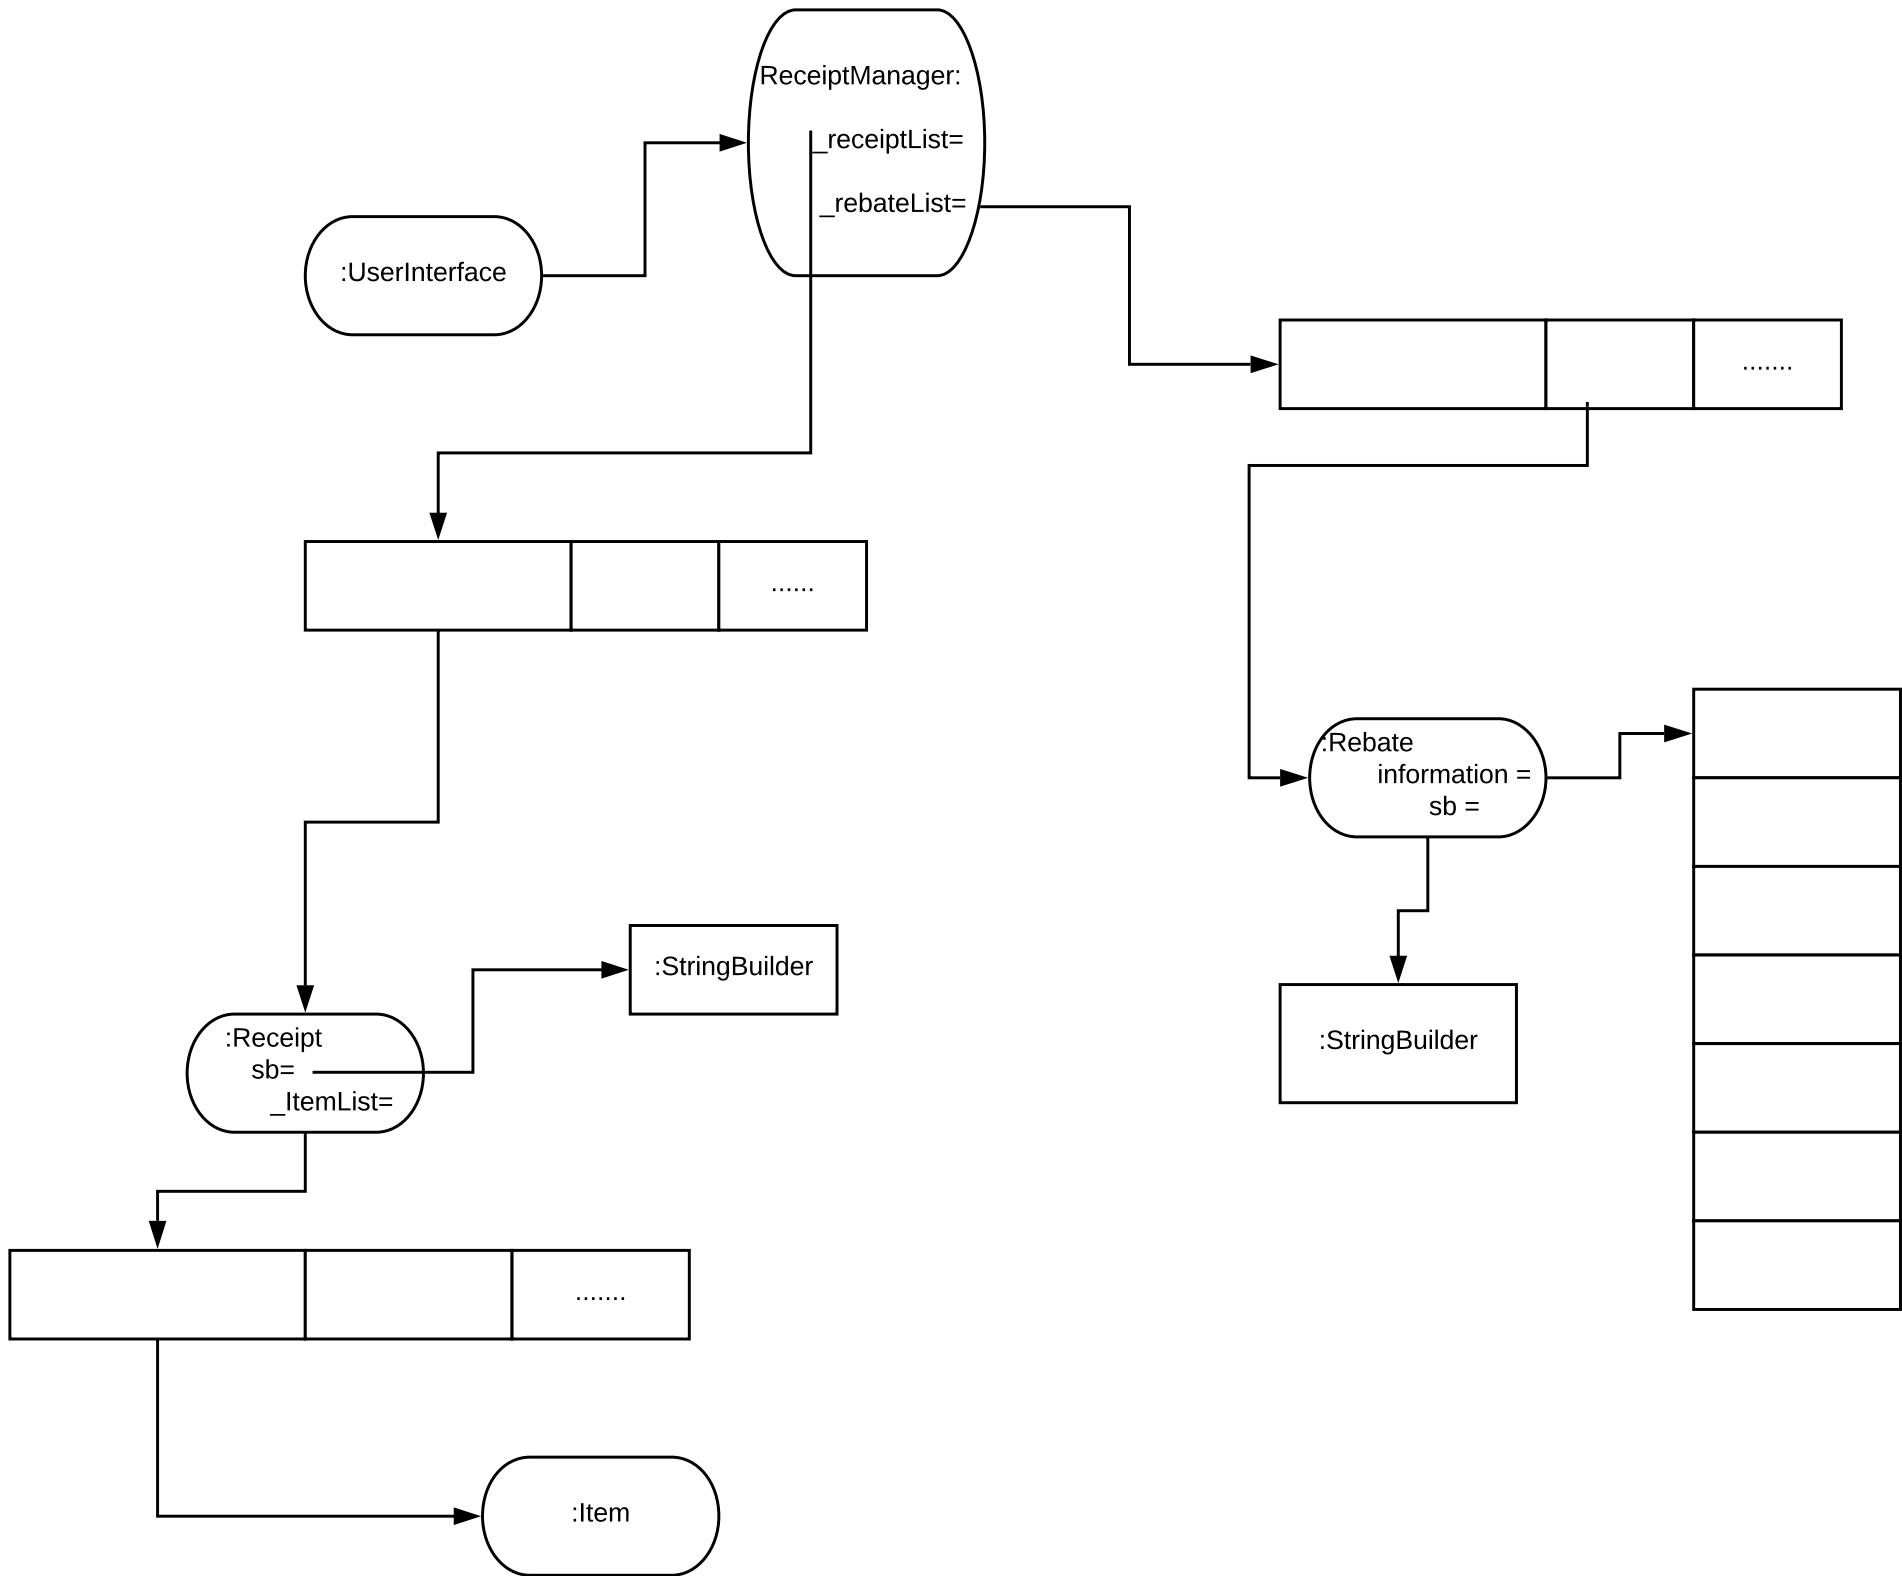 ReceiptManager:
_receiptList=
_rebateList=
:UserInterface
.......
......
:Rebate
information =
sb =
:StringBuilder
:Receipt
sb=
_ItemList=
:StringBuilder
.......
:Item